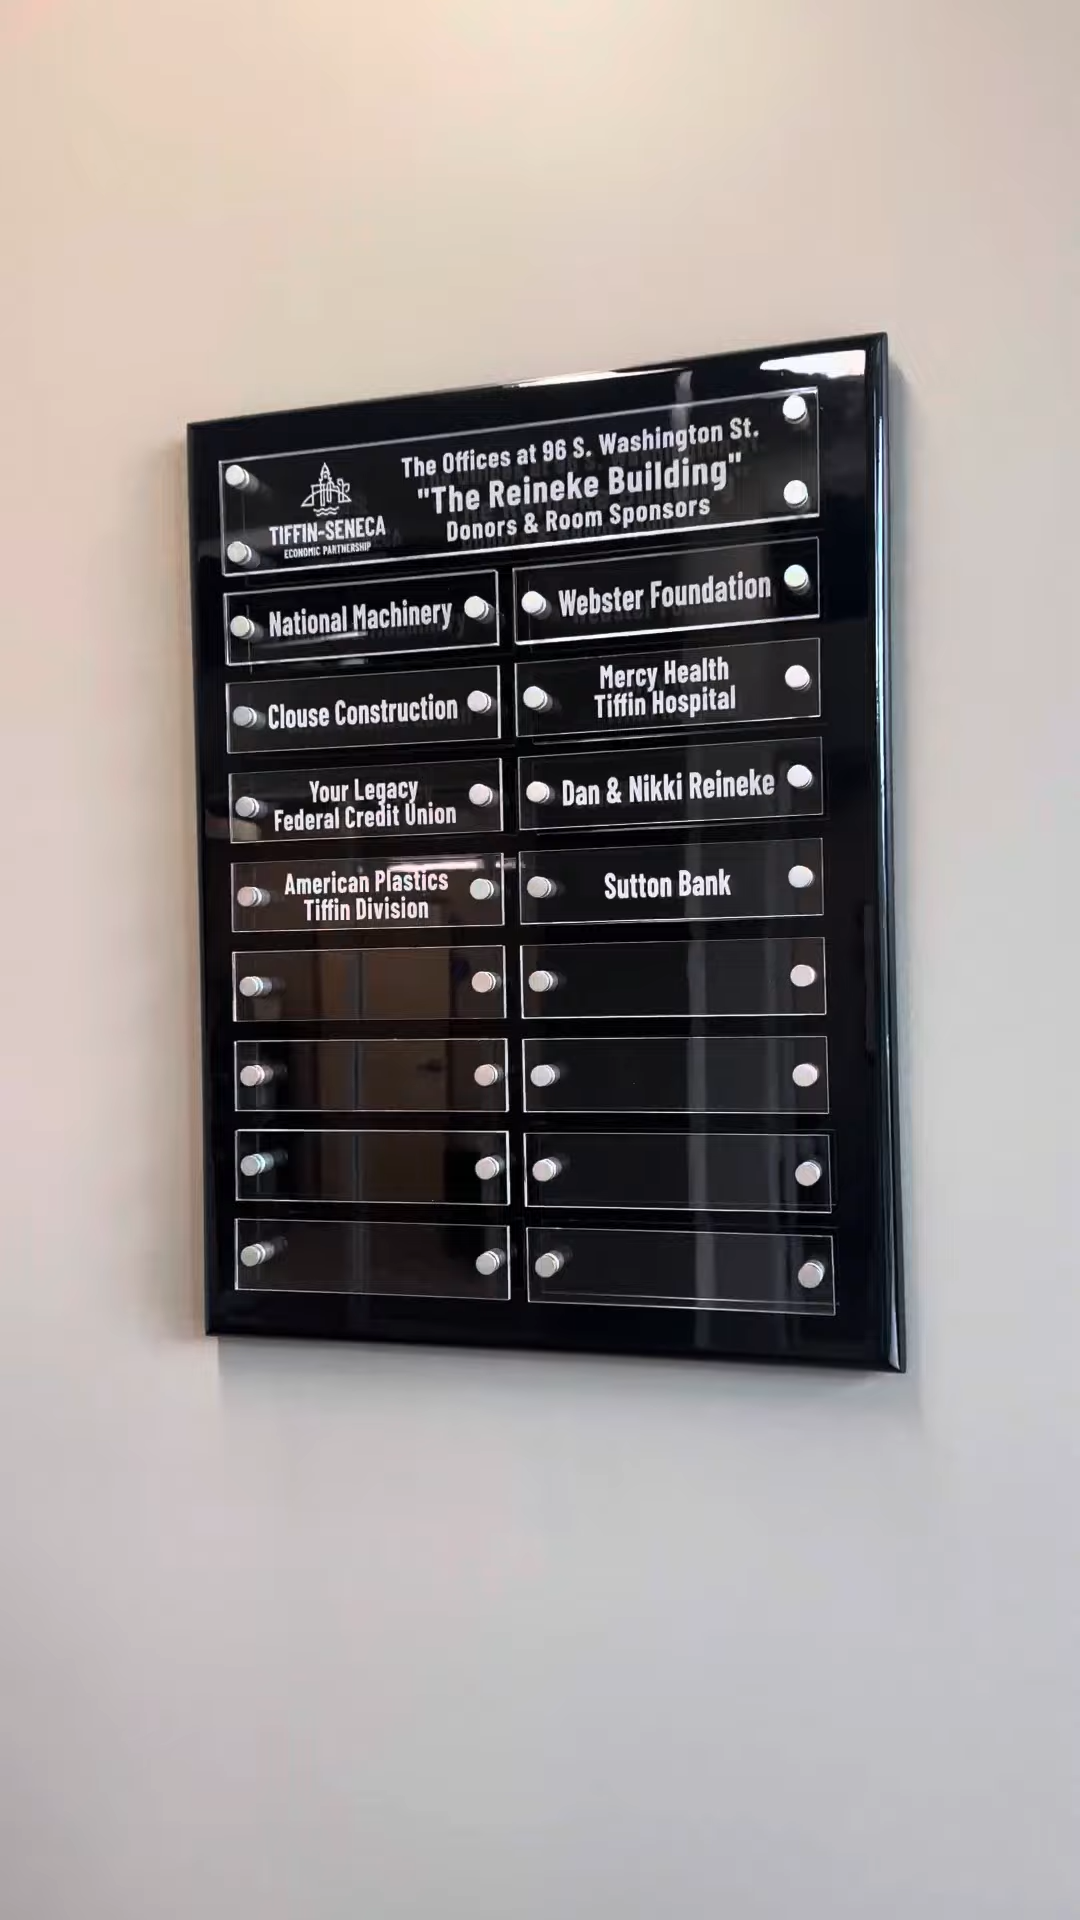 The Offices at 96 S. Washington St.
"The Reineke Building"
Donors & Room Sponsors
TIFFIN-SENECA
ECONOMIC PARTNERSHIP
National Machinery
Webster Foundation
Clouse Construction
Mercy Health
Tiffin Hospital
Your Legacy
Federal Credit Union
Dan & Nikki Reineke
American Plastics
Tiffin Division
Sutton Bank